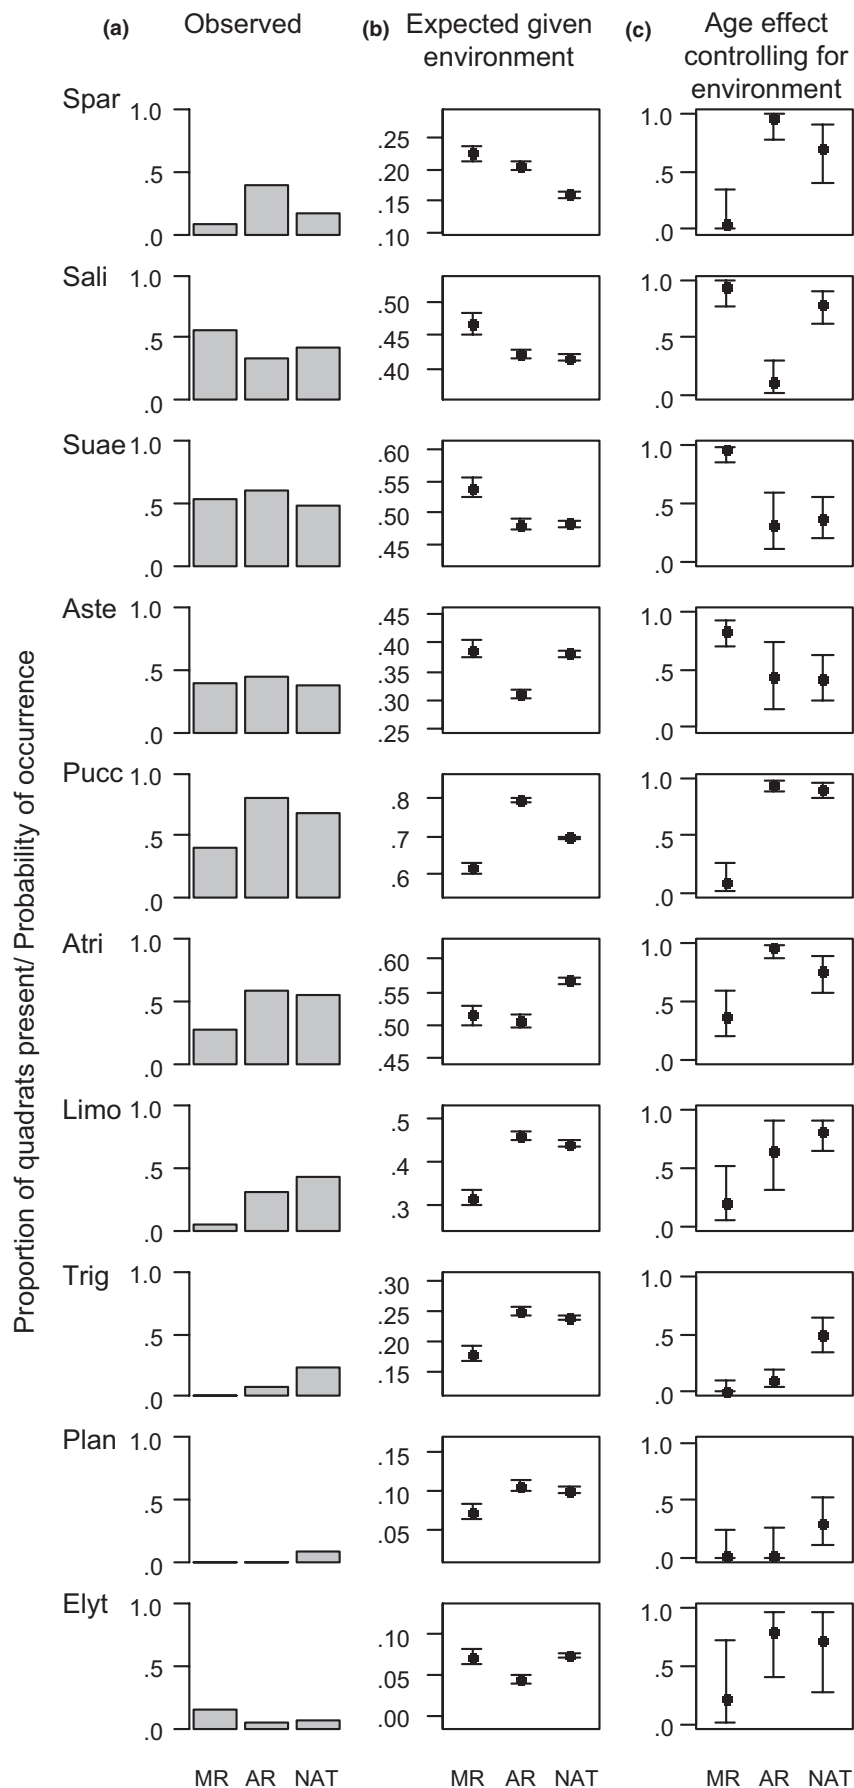 (a) Observed (b) Expected given (c) Age effect
environment controlling for
environment
Proportion of quadrats present/ Probability of occurrence
Spar 1.0 .5 .0
.25 .20 .15 .10
1.0 .5 .0
Sali 1.0 .5 .0
.50 .45 .40
1.0 .5 .0
Suae 1.0 .5 .0
.60 .55 .50 .45
1.0 .5 .0
Aste 1.0 .5 .0
.45 .40 .35 .30 .25
1.0 .5 .0
Pucc 1.0 .5 .0
.8 .7 .6
1.0 .5 .0
Atri 1.0 .5 .0
.60 .55 .50 .45
1.0 .5 .0
Limo 1.0 .5 .0
.5 .4 .3
1.0 .5 .0
Trig 1.0 .5 .0
.30 .25 .20 .15
1.0 .5 .0
Plan 1.0 .5 .0
.15 .10 .05
1.0 .5 .0
Elyt 1.0 .5 .0
.10 .05 .00
1.0 .5 .0
MR AR NAT MR AR NAT MR AR NAT